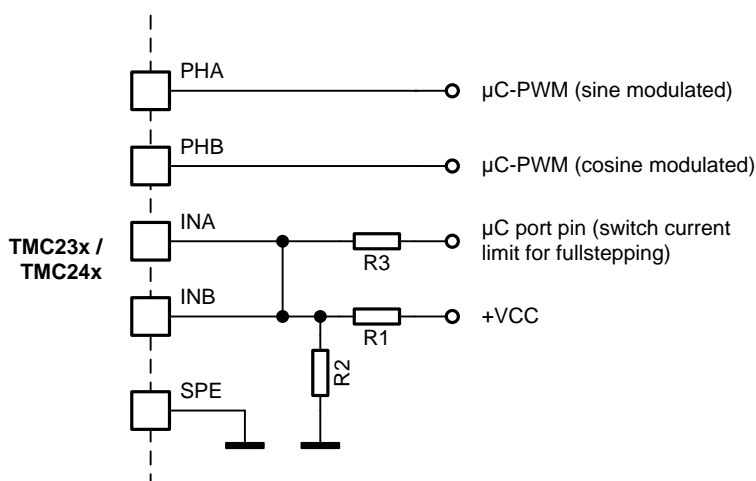 PHA
µC-PWM (sine modulated)
PHB
µC-PWM (cosine modulated)
INA
µC port pin (switch current
limit for fullstepping)
R3
TMC23x /
TMC24x
INB
+VCC
R1
R2
SPE